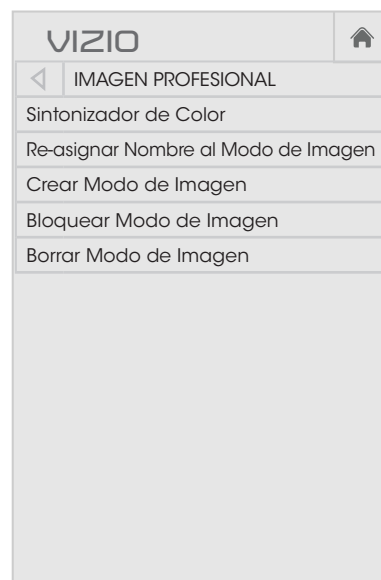 VIZIO
IMAGEN PROFESIONAL
Sintonizador de Color
Re-asignar Nombre al Modo de Imagen
Crear Modo de Imagen
Bloquear Modo de Imagen
Borrar Modo de Imagen